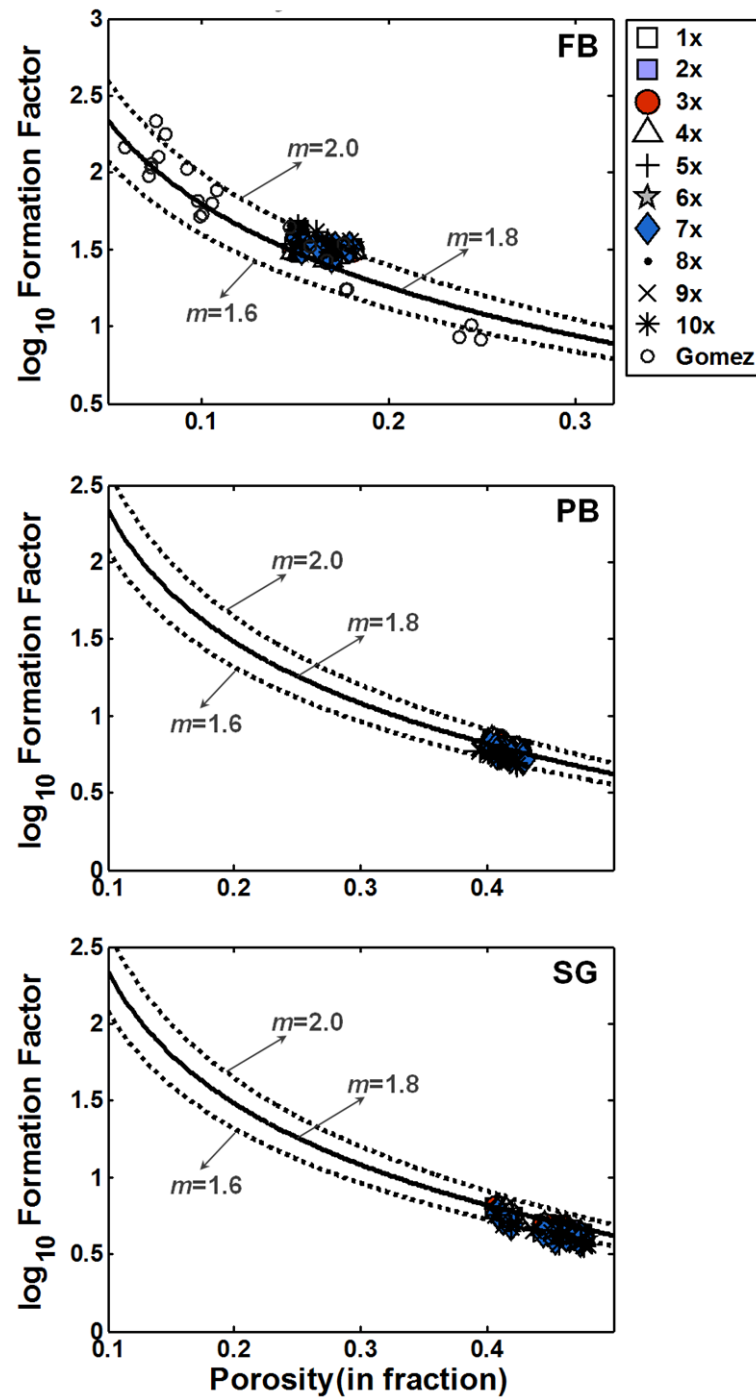 3
2.5
2
1.5
1
0.5
0.1
0.2
0.3
log10 Formation Factor
FB
m=2.0
m=1.8
m=1.6
1x
2x
3x
4x
5x
6x
7x
8x
9x
10x
Gomez
2.5
2
1.5
1
0.5
0
0.1
0.2
0.3
0.4
log10 Formation Factor
PB
m=2.0
m=1.8
m=1.6
2.5
2
1.5
1
0.5
0
0.1
0.2
0.3
0.4
log10 Formation Factor
SG
m=2.0
m=1.8
m=1.6
Porosity(in fraction)